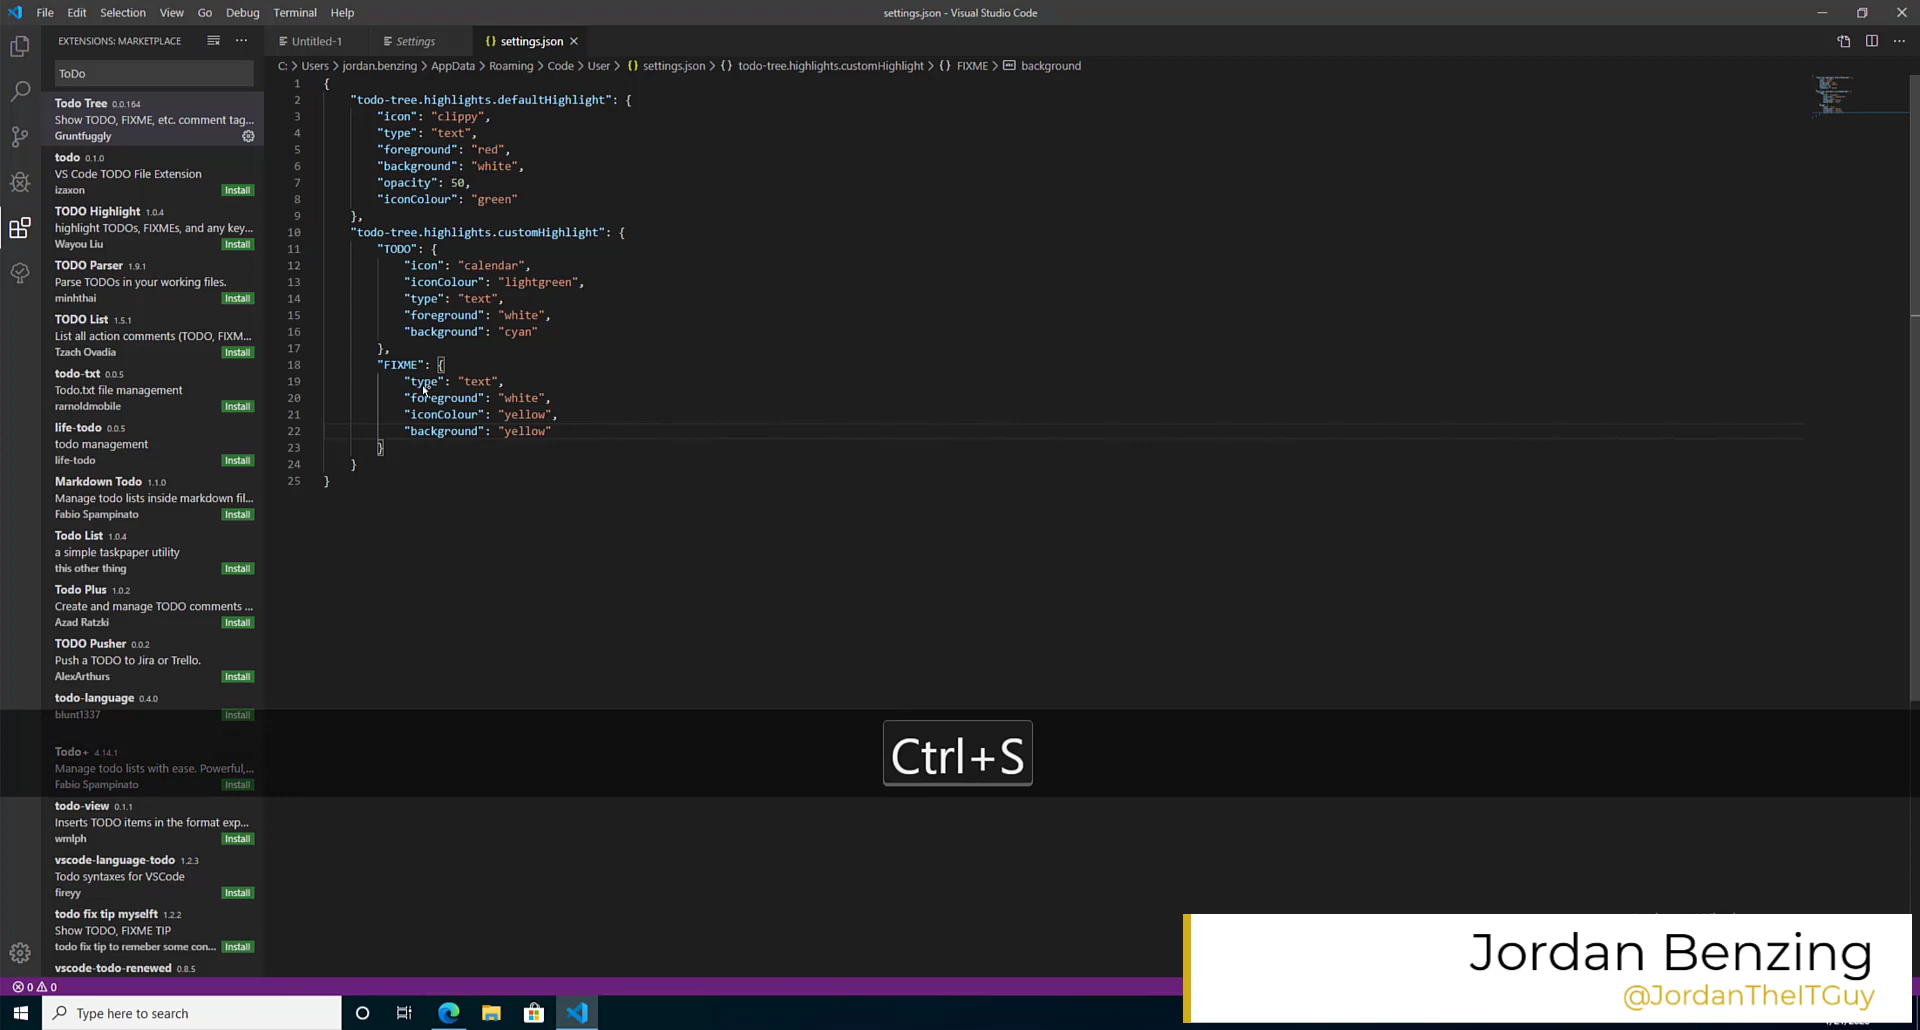 File Edit Selection View Go Debug Terminal Help
settings.json - Visual Studio Code
EXTENSIONS: MARKETPLACE
ToDo
Todo Tree 0.0.164
Show TODO, FIXME, etc. comment tag...
Gruntfuggly
todo 0.1.0
VS Code TODO File Extension
izaxon Install
TODO Highlight 1.0.4
highlight TODOs, FIXMEs, and any key...
Wayou Liu Install
TODO Parser 1.9.1
Parse TODOs in your working files.
minhthai Install
TODO List 1.5.1
List all action comments (TODO, FIXM...
Tzach Ovadia Install
todo-txt 0.0.5
Todo.txt file management
rarnoldmobile Install
life-todo 0.0.5
todo management
life-todo Install
Markdown Todo 1.1.0
Manage todo lists inside markdown fil...
Fabio Spampinato Install
Todo List 1.0.4
a simple taskpaper utility
this other thing Install
Todo Plus 1.0.2
Create and manage TODO comments ...
Azad Ratzki Install
TODO Pusher 0.0.2
Push a TODO to Jira or Trello.
AlexArthurs Install
todo-language 0.4.0
blunt1337 Install
Todo+ 4.14.1
Manage todo lists with ease. Powerful,...
Fabio Spampinato Install
todo-view 0.1.1
Inserts TODO items in the format exp...
wmlph Install
vscode-language-todo 1.2.3
Todo syntaxes for VSCode
fireyy Install
todo fix tip myselft 1.2.2
Show TODO, FIXME TIP
todo fix tip to remeber some con... Install
vscode-todo-renewed 0.8.5
Untitled-1 Settings {} settings.json ×
C: > Users > jordan.benzing > AppData > Roaming > Code > User > {} settings.json > {} todo-tree.highlights.customHighlight > {} FIXME > background
1 {
2 "todo-tree.highlights.defaultHighlight": {
3 "icon": "clippy",
4 "type": "text",
5 "foreground": "red",
6 "background": "white",
7 "opacity": 50,
8 "iconColour": "green"
9 },
10 "todo-tree.highlights.customHighlight": {
11 "TODO": {
12 "icon": "calendar",
13 "iconColour": "lightgreen",
14 "type": "text",
15 "foreground": "white",
16 "background": "cyan"
17 },
18 "FIXME": {
19 "type": "text",
20 "foreground": "white",
21 "iconColour": "yellow",
22 "background": "yellow"
23 }
24 }
25 }
Ctrl+S
Jordan Benzing
@JordanTheITGuy
0 0
Type here to search